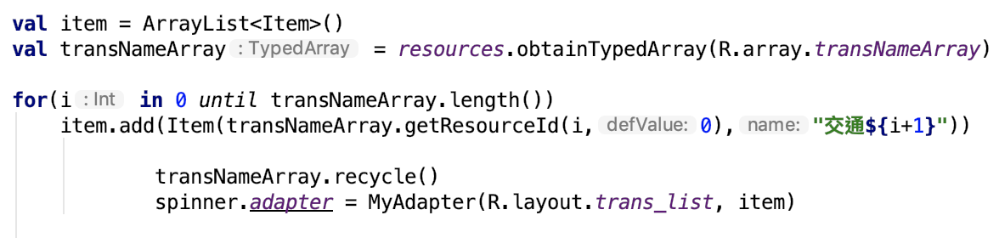 val item = ArrayList<Item>()
val transNameArray : TypedArray = resources.obtainTypedArray(R.array.transNameArray)
for(i : Int in 0 until transNameArray.length())
item.add(Item(transNameArray.getResourceId(i, defValue: 0), name: "交通${i+1}"))
transNameArray.recycle()
spinner.adapter = MyAdapter(R.layout.trans_list, item)